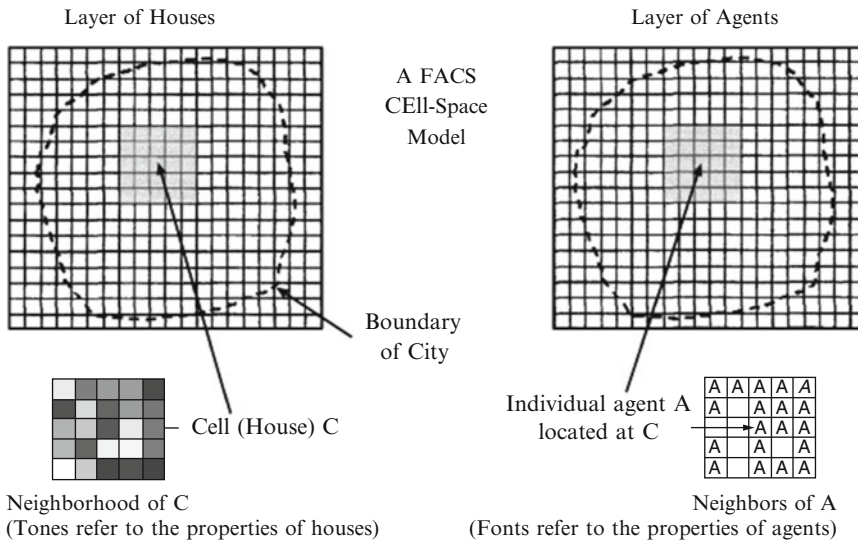 Layer of Houses
Layer of Agents
A FACS
CEll-Space
Model
Boundary
of City
Cell (House) C
Individual agent A
located at C
A A A A A
A A A A
A A A
A A A
A A A A
Neighborhood of C
(Tones refer to the properties of houses)
Neighbors of A
(Fonts refer to the properties of agents)